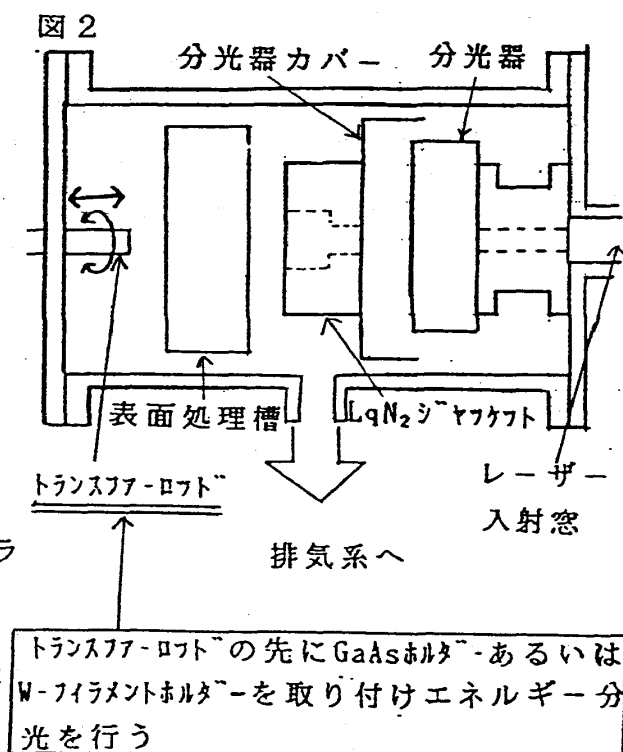 図2
分光器カバー 分光器
表面処理槽
LqN₂ジャケット
トランスファーロッド
レーザー
入射窓
排気系へ
ラ
トランスファーロッドの先にGaAsホルダーあるいは
W-フィラメントホルダーを取り付けエネルギー分
光を行う